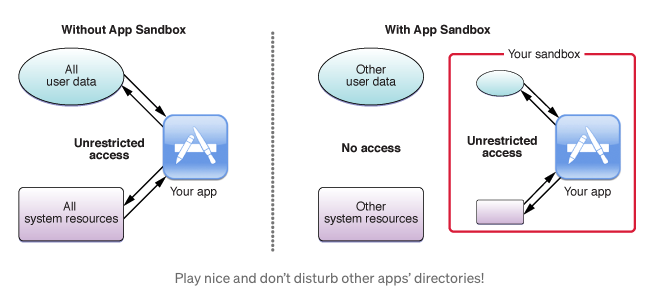 Without App Sandbox
All
user data
Unrestricted
access
Your app
All
system resources
With App Sandbox
Other
user data
No access
Other
system resources
Your sandbox
Unrestricted
access
Your app
Play nice and don’t disturb other apps’ directories!